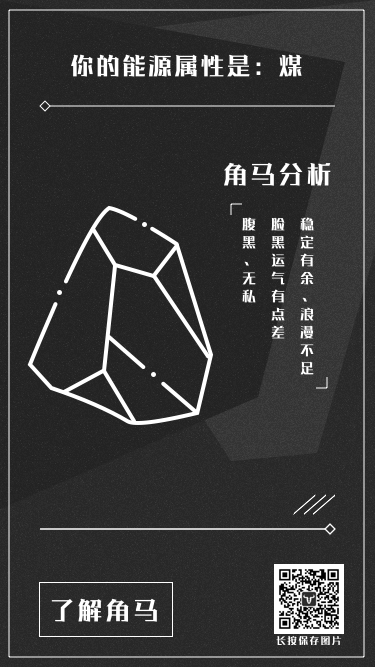 你的能源属性是：煤
角马分析
稳定有余、浪漫不足
脸黑运气有点差
腹黑、无私
了解角马
长按保存图片